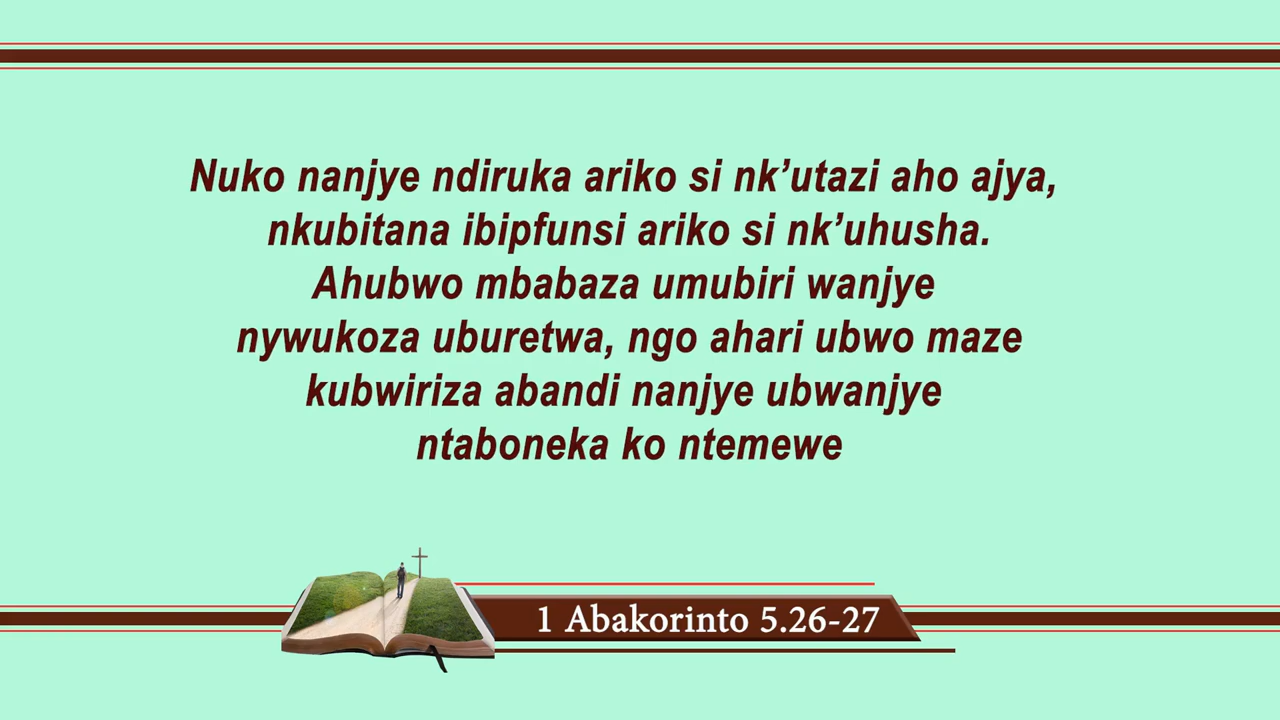 Nuko nanjye ndiruka ariko si nk’utazi aho ajya,
nkubitana ibipfunsi ariko si nk’uhusha.
Ahubwo mbabaza umubiri wanjye
nywukoza uburetwa, ngo ahari ubwo maze
kubwiriza abandi nanjye ubwanjye
ntaboneka ko ntemewe
1 Abakorinto 5.26-27